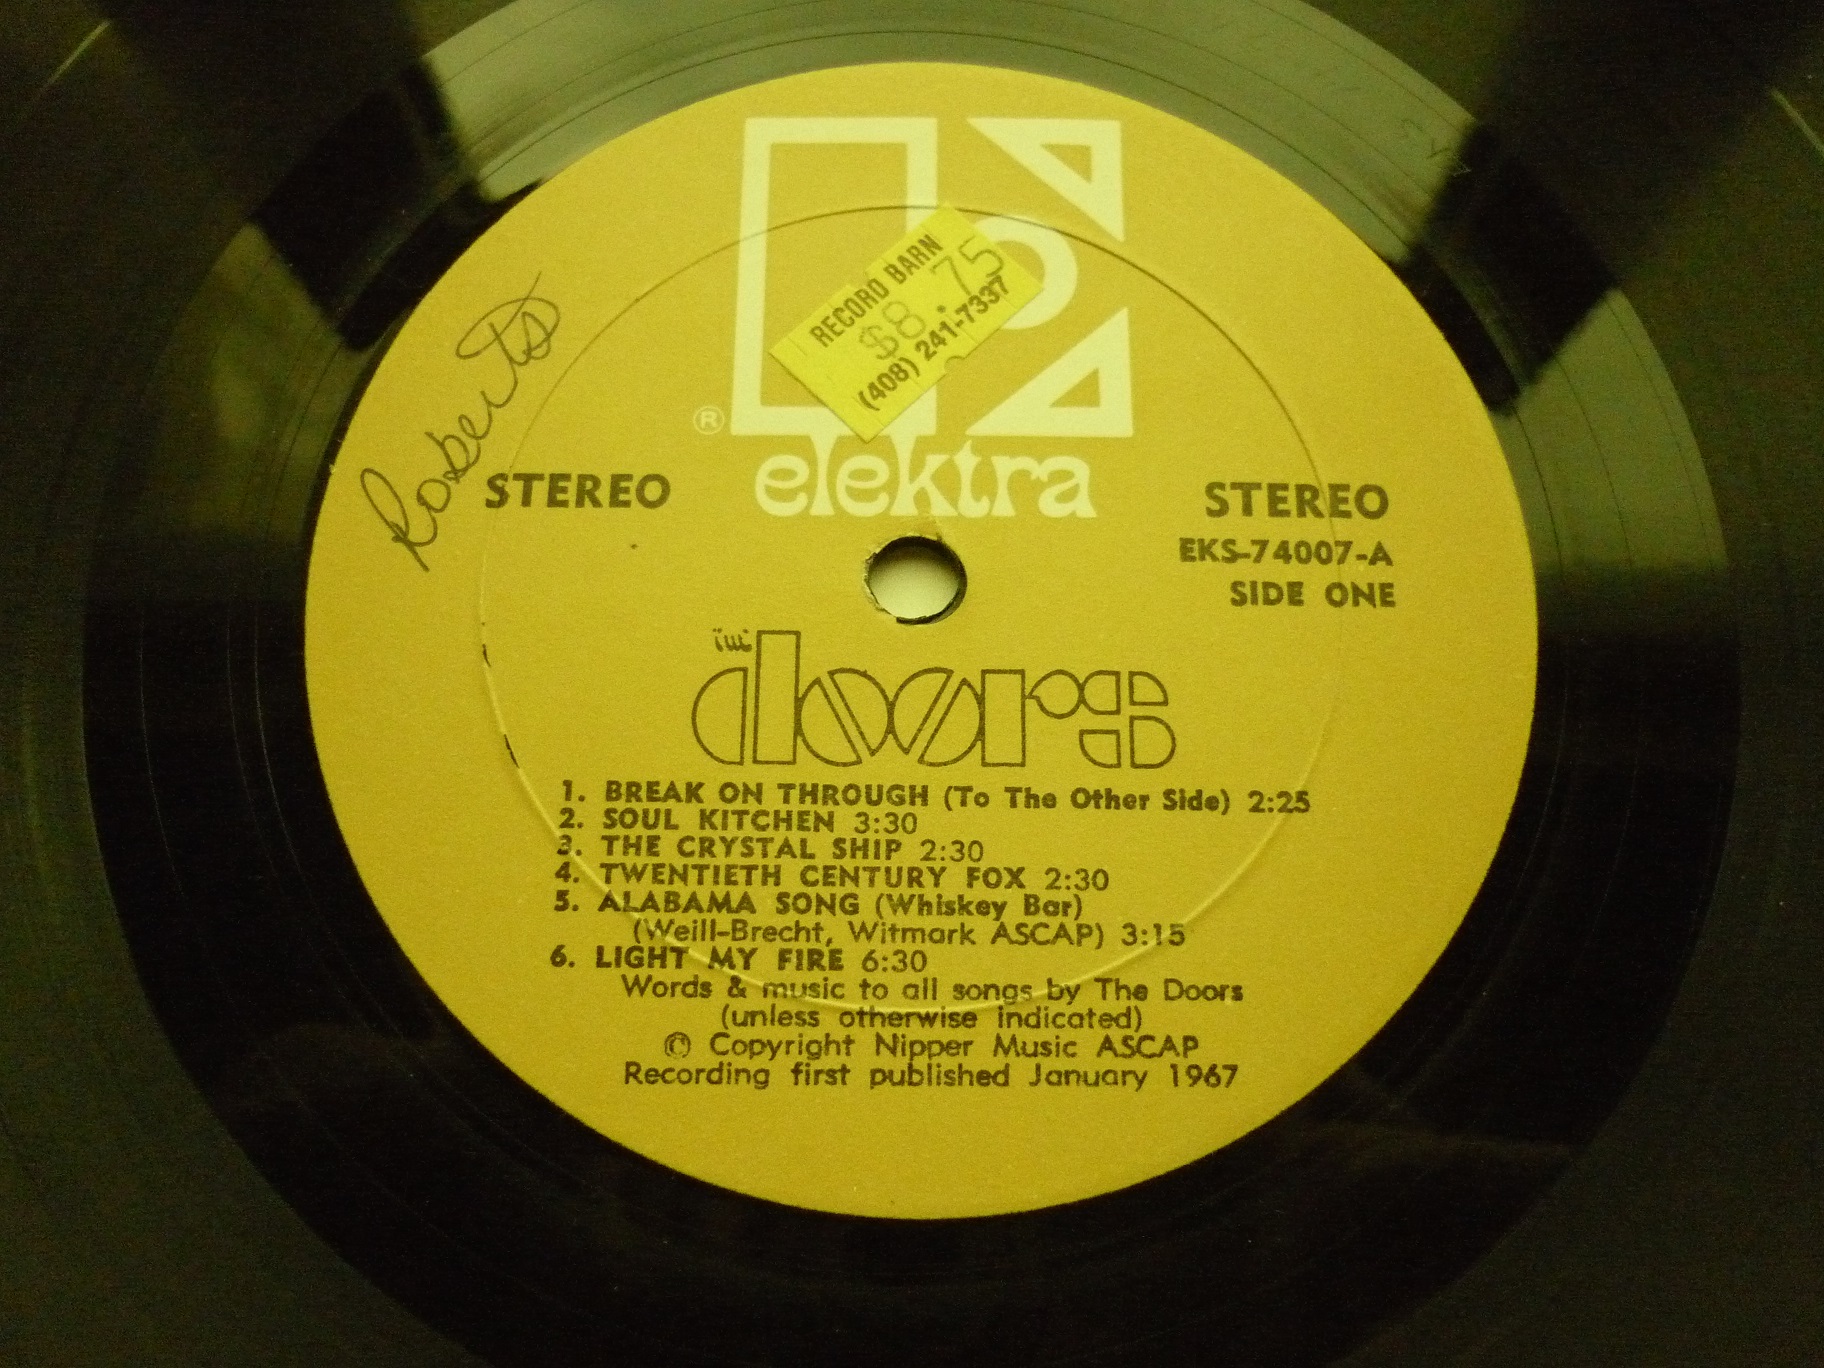 RECORD BARN
$8.75
(408) 241-7337
®
elektra
Roberts
STEREO
STEREO
EKS-74007-A
SIDE ONE
THE
doors
1. BREAK ON THROUGH (To The Other Side) 2:25
2. SOUL KITCHEN 3:30
3. THE CRYSTAL SHIP 2:30
4. TWENTIETH CENTURY FOX 2:30
5. ALABAMA SONG (Whiskey Bar)
(Weill-Brecht, Witmark ASCAP) 3:15
6. LIGHT MY FIRE 6:30
Words & music to all songs by The Doors
(unless otherwise indicated)
© Copyright Nipper Music ASCAP
Recording first published January 1967